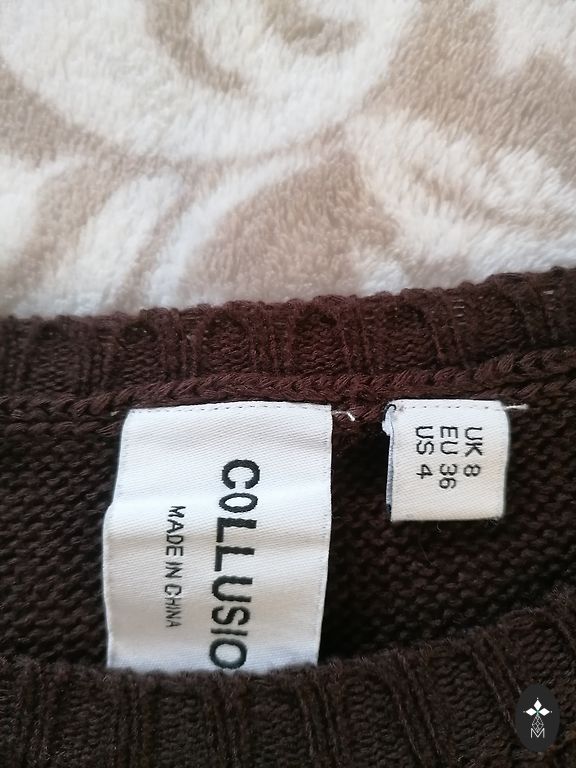 COLLUSIO
MADE IN CHINA
UK 8
EU 36
US 4
M